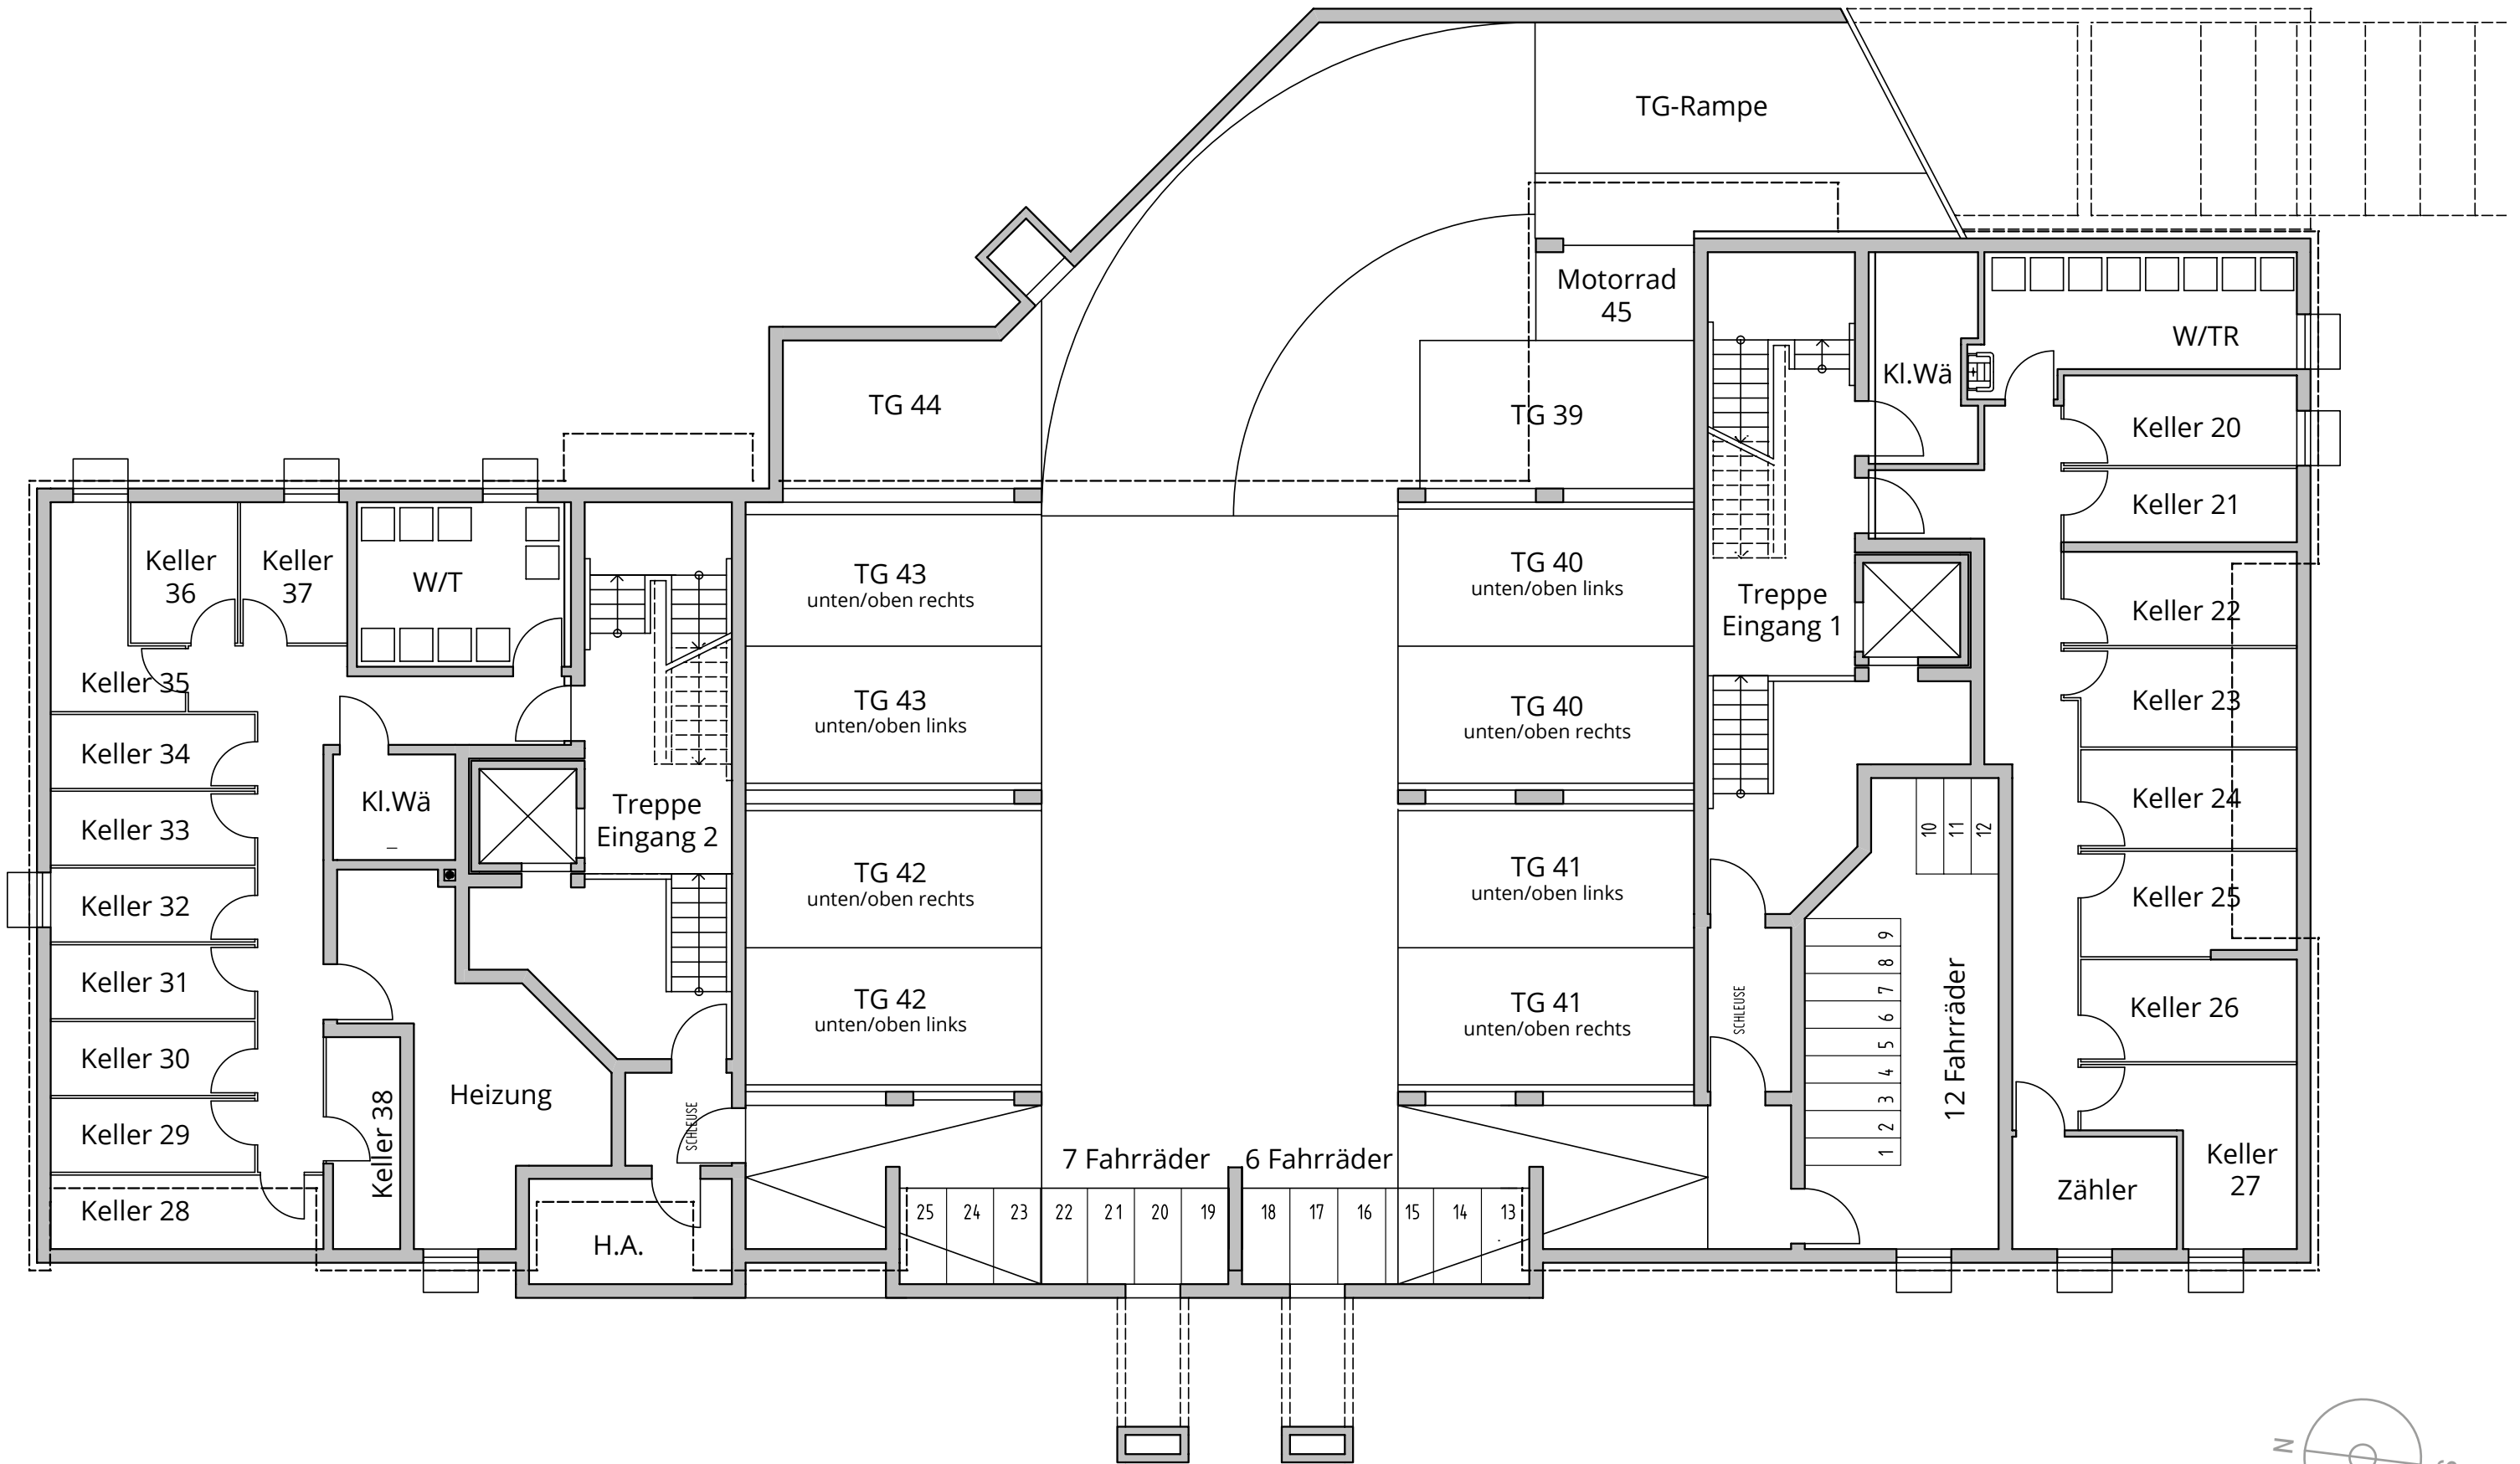 TG-Rampe
Motorrad
45
W/TR
Kl.Wä
TG 44
TG 39
Keller 20
Keller 21
Keller
36
Keller
37
W/T
TG 43
unten/oben rechts
TG 40
unten/oben links
Treppe
Eingang 1
Keller 22
Keller 35
TG 43
unten/oben links
TG 40
unten/oben rechts
Keller 23
Keller 34
Kl.Wä
Treppe
Eingang 2
Keller 24
10
11
12
Keller 33
TG 42
unten/oben rechts
TG 41
unten/oben links
Keller 25
Keller 32
9
8
7
6
5
4
3
2
1
12 Fahrräder
SCHLEUSE
Keller 31
TG 42
unten/oben links
TG 41
unten/oben rechts
Keller 26
Keller 30
Heizung
Keller 38
SCHLEUSE
Keller 29
7 Fahrräder
6 Fahrräder
Keller
27
Zähler
Keller 28
H.A.
25
24
23
22
21
20
19
18
17
16
15
14
13
N